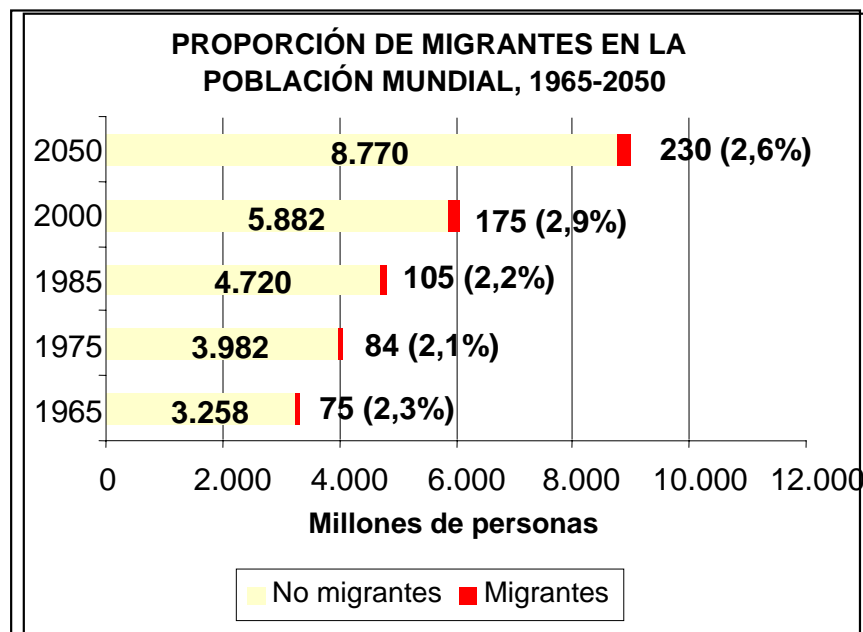 PROPORCIÓN DE MIGRANTES EN LA
POBLACIÓN MUNDIAL, 1965-2050
2050 8.770 230 (2,6%)
2000 5.882 175 (2,9%)
1985 4.720 105 (2,2%)
1975 3.982 84 (2,1%)
1965 3.258 75 (2,3%)
0 2.000 4.000 6.000 8.000 10.000 12.000
Millones de personas
No migrantes Migrantes